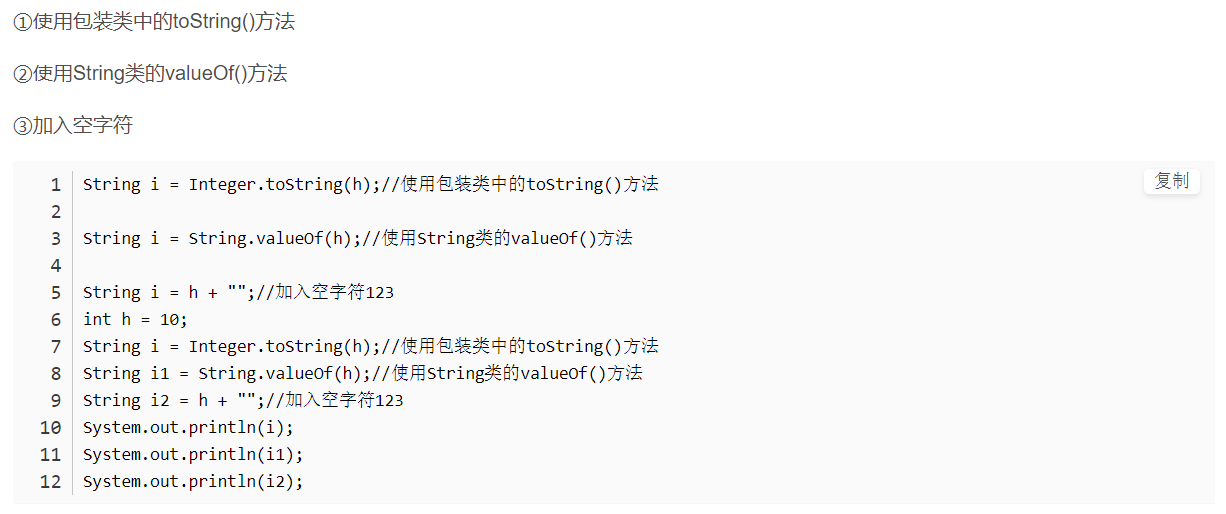 ①使用包装类中的toString()方法
②使用String类的valueOf()方法
③加入空字符
复制
1 String i = Integer.toString(h);//使用包装类中的toString()方法
2
3 String i = String.valueOf(h);//使用String类的valueOf()方法
4
5 String i = h + "";//加入空字符123
6 int h = 10;
7 String i = Integer.toString(h);//使用包装类中的toString()方法
8 String i1 = String.valueOf(h);//使用String类的valueOf()方法
9 String i2 = h + "";//加入空字符123
10 System.out.println(i);
11 System.out.println(i1);
12 System.out.println(i2);